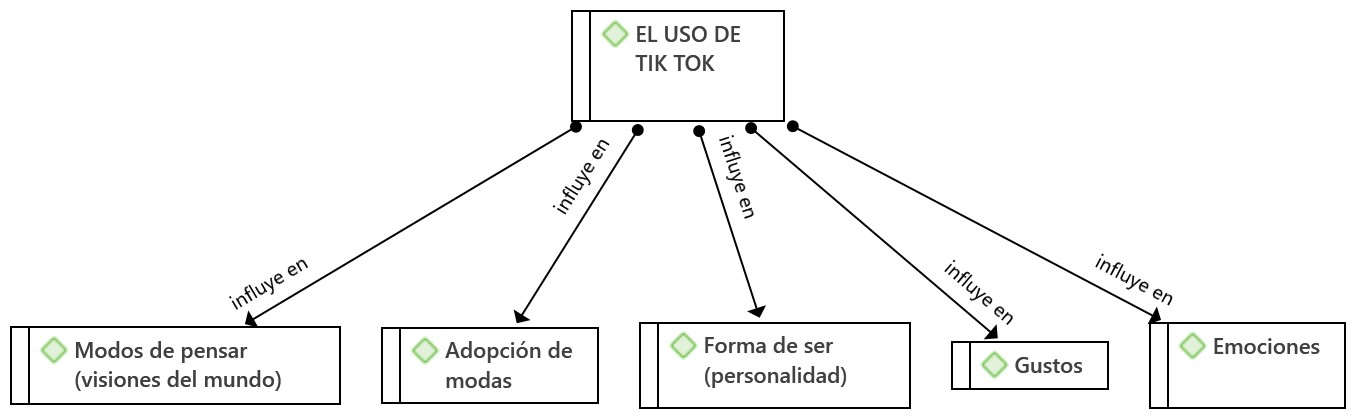 EL USO DE
TIK TOK
influye en
influye en
influye en
influye en
influye en
Modos de pensar
(visiones del mundo)
Adopción de
modas
Forma de ser
(personalidad)
Gustos
Emociones